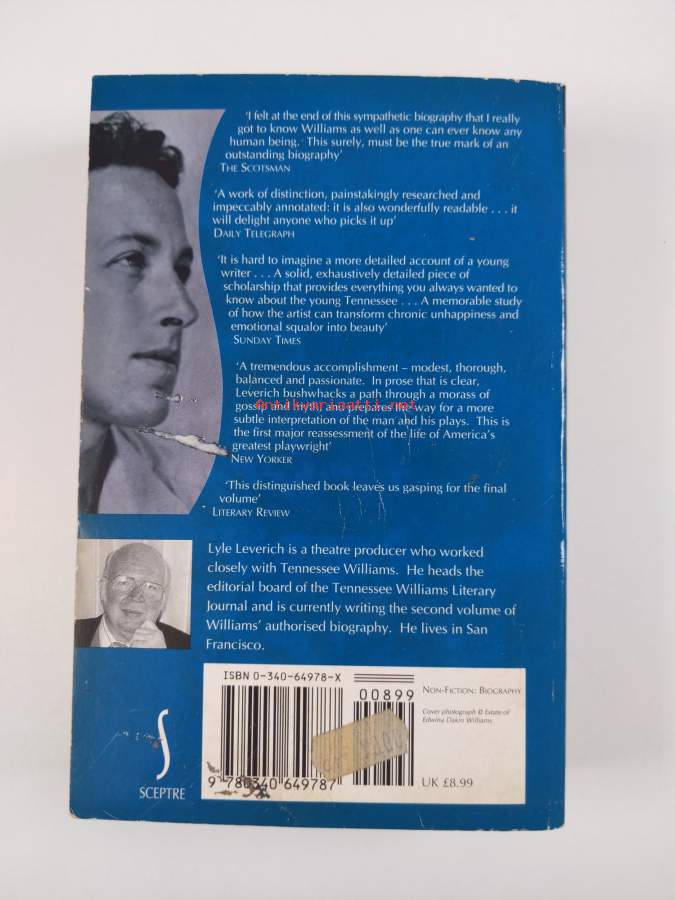 'I felt at the end of this sympathetic biography that I really
got to know Williams as well as one can ever know any
human being. This surely, must be the true mark of an
outstanding biography'
THE SCOTSMAN
'A work of distinction, painstakingly researched and
impeccably annotated: it is also wonderfully readable . . . it
will delight anyone who picks it up'
DAILY TELEGRAPH
'It is hard to imagine a more detailed account of a young
writer . . . A solid, exhaustively detailed piece of
scholarship that provides everything you always wanted to
know about the young Tennessee . . . A memorable study
of how the artist can transform chronic unhappiness and
emotional squalor into beauty'
SUNDAY TIMES
'A tremendous accomplishment – modest, thorough,
balanced and passionate. In prose that is clear,
Leverich bushwhacks a path through a morass of
gossip and myth and prepares the way for a more
Antikvariaatti.net
subtle interpretation of the man and his plays. This is
the first major reassessment of the life of America's
greatest playwright'
NEW YORKER
'This distinguished book leaves us gasping for the final
volume'
LITERARY REVIEW
Lyle Leverich is a theatre producer who worked
closely with Tennessee Williams. He heads the
editorial board of the Tennessee Williams Literary
Journal and is currently writing the second volume of
Williams' authorised biography. He lives in San
Francisco.
ISBN 0-340-64978-X
00899
NON-FICTION: BIOGRAPHY
Cover photograph © Estate of
Edwina Dakin Williams
9 780340 649787
UK £8.99
SCEPTRE